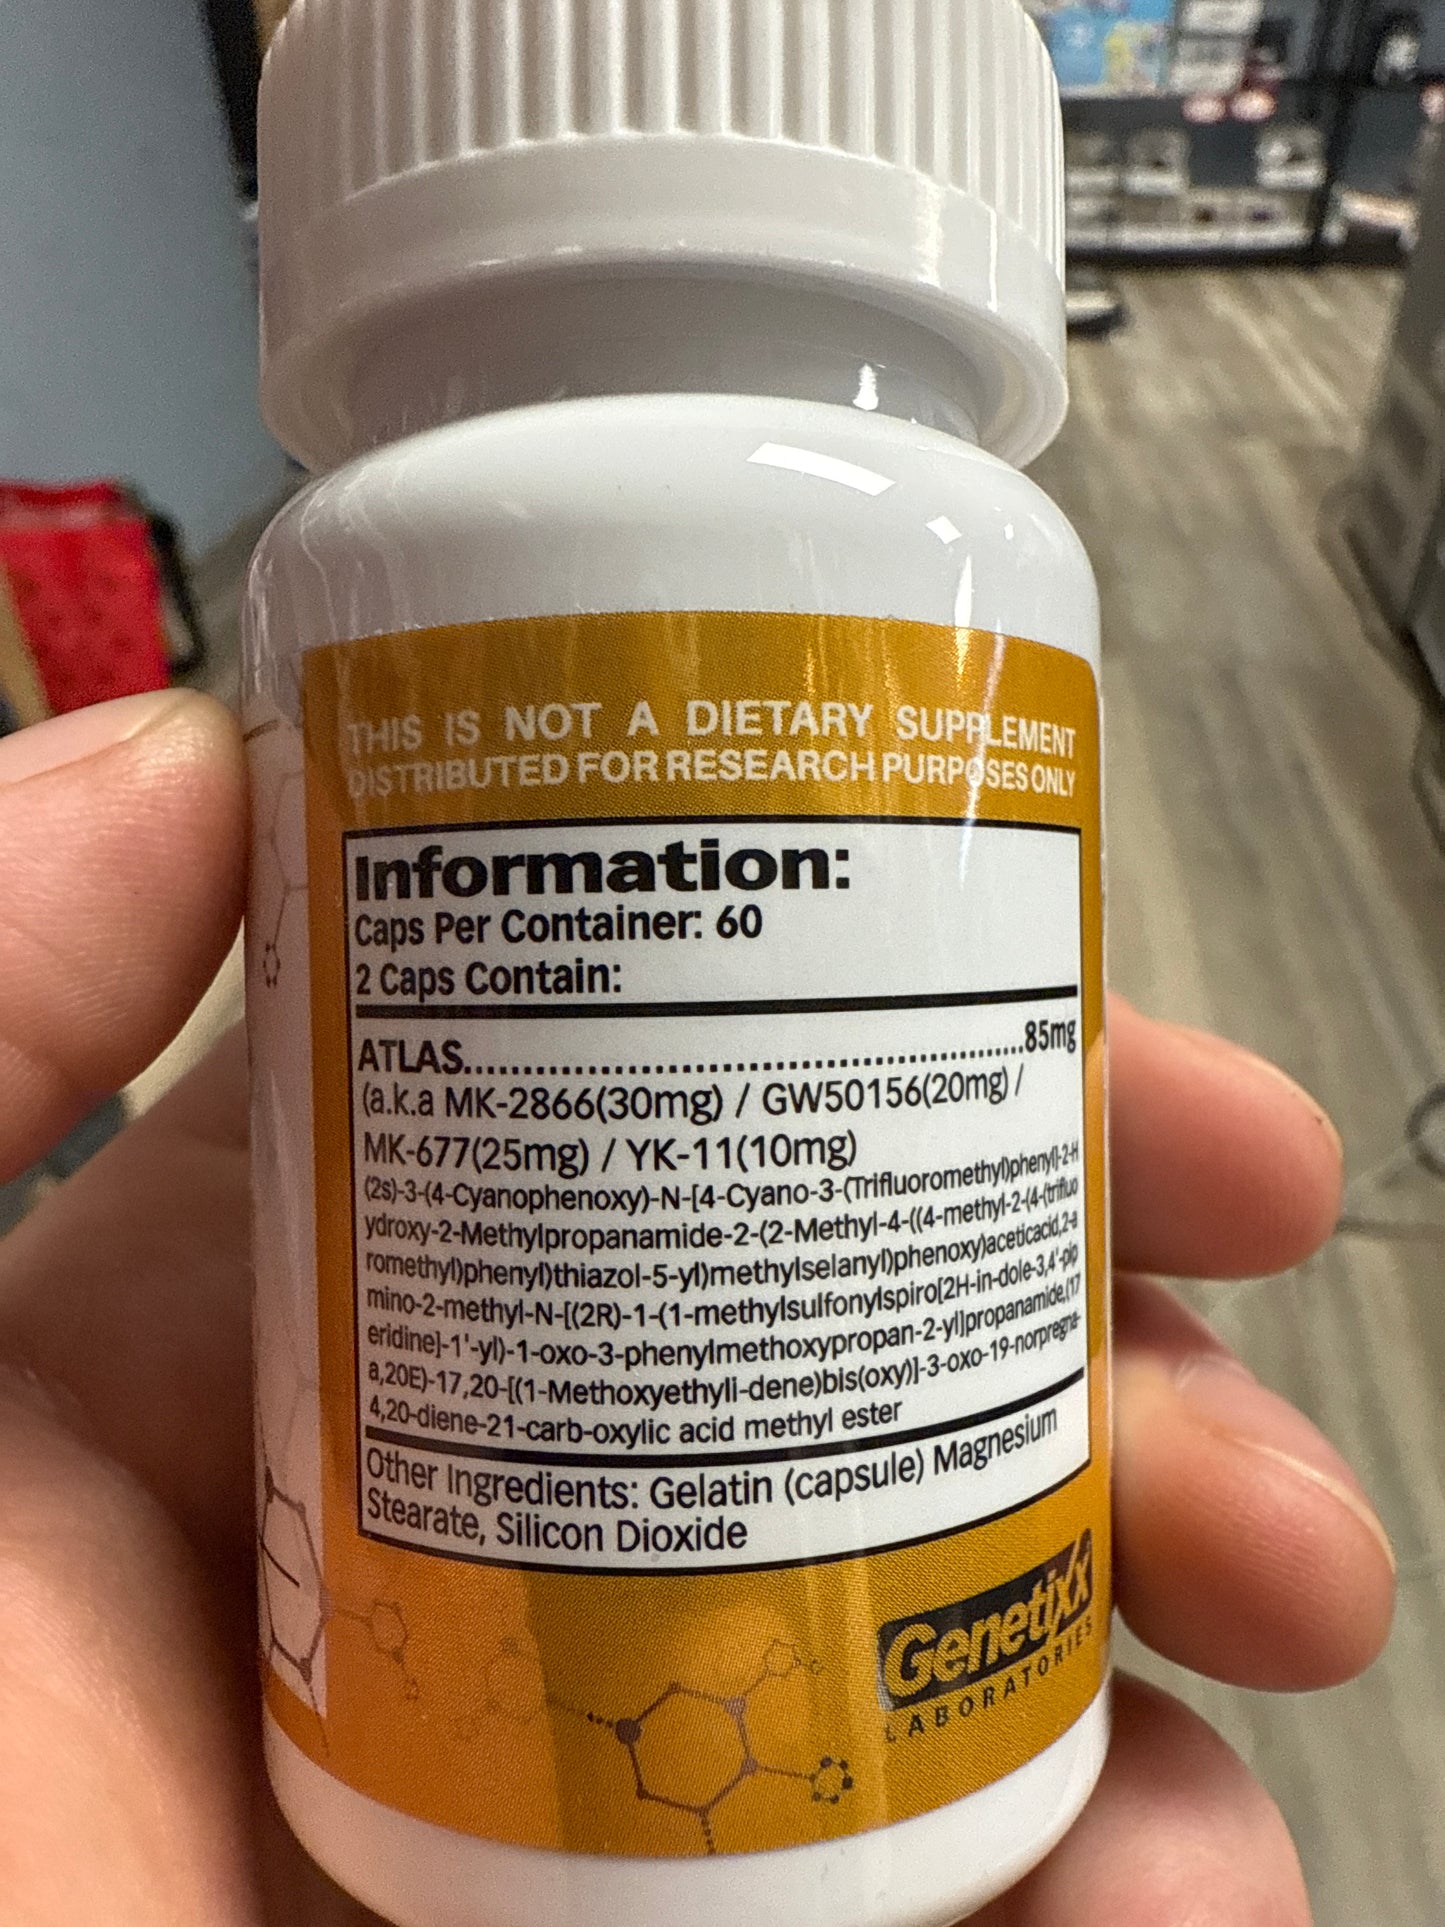 THIS IS NOT A DIETARY SUPPLEMENT
DISTRIBUTED FOR RESEARCH PURPOSES ONLY
Information:
Caps Per Container: 60
2 Caps Contain:
ATLAS..................................................85mg
(a.k.a MK-2866(30mg) / GW50156(20mg) /
MK-677(25mg) / YK-11(10mg)
(2s)-3-(4-Cyanophenoxy)-N-[4-Cyano-3-(Trifluoromethyl)phenyl]-2-H
ydroxy-2-Methylpropanamide-2-(2-Methyl-4-((4-methyl-2-(4-(trifluo
romethyl)phenyl)thiazol-5-yl)methylselanyl)phenoxy)aceticacid,2-a
mino-2-methyl-N-[(2R)-1-(1-methylsulfonylspiro[2H-in-dole-3,4'-pip
eridine]-1'-yl)-1-oxo-3-phenylmethoxypropan-2-yl]propanamide,(17
a,20E)-17,20-[(1-Methoxyethyli-dene)bis(oxy)]-3-oxo-19-norpregna-
4,20-diene-21-carb-oxylic acid methyl ester
Other Ingredients: Gelatin (capsule) Magnesium
Stearate, Silicon Dioxide
Genetixx
LABORATORIES